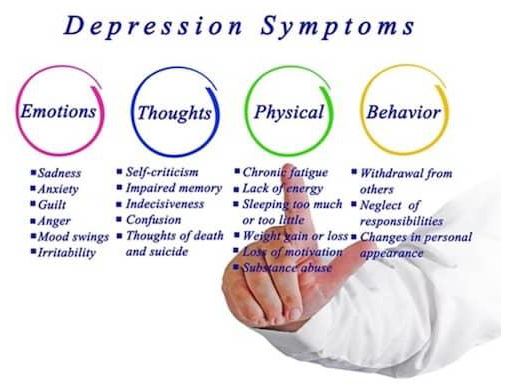 Depression Symptoms
Emotions
Thoughts
Physical
Behavior
Sadness
Anxiety
Guilt
Anger
Mood swings
Irritability
Self-criticism
Impaired memory
Indecisiveness
Confusion
Thoughts of death
and suicide
Chronic fatigue
Lack of energy
Sleeping too much
or too little
Weight gain or loss
Loss of motivation
Substance abuse
Withdrawal from
others
Neglect of
responsibilities
Changes in personal
appearance